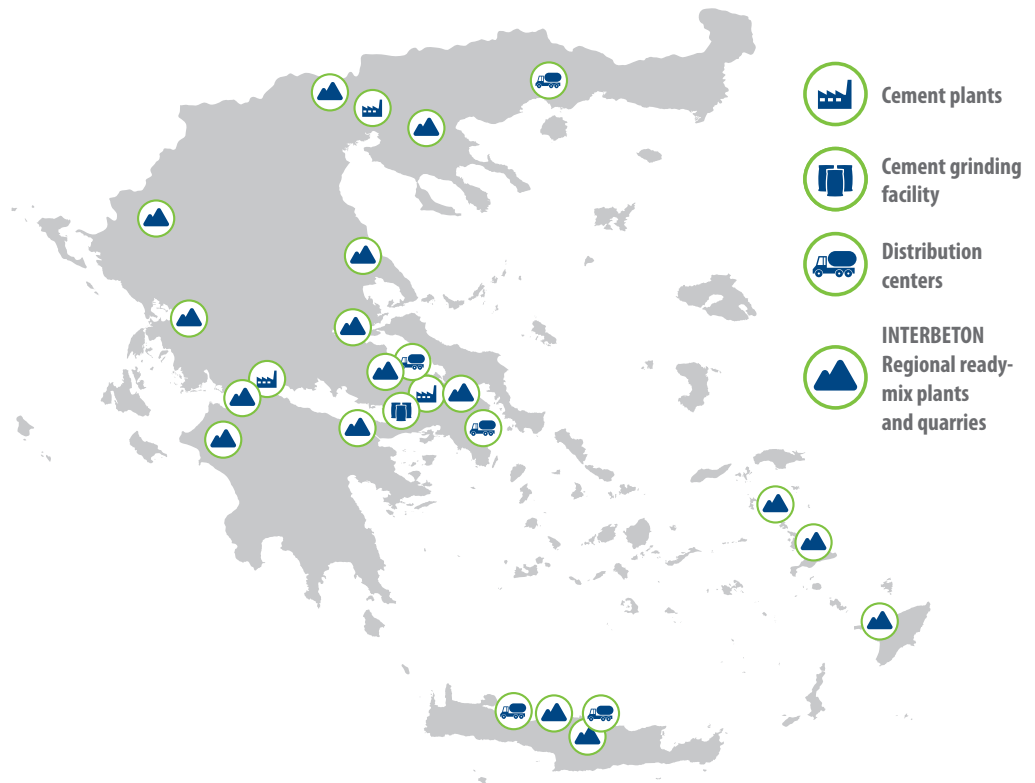 Cement plants
Cement grinding
facility
Distribution
centers
INTERBETON
Regional ready-
mix plants
and quarries